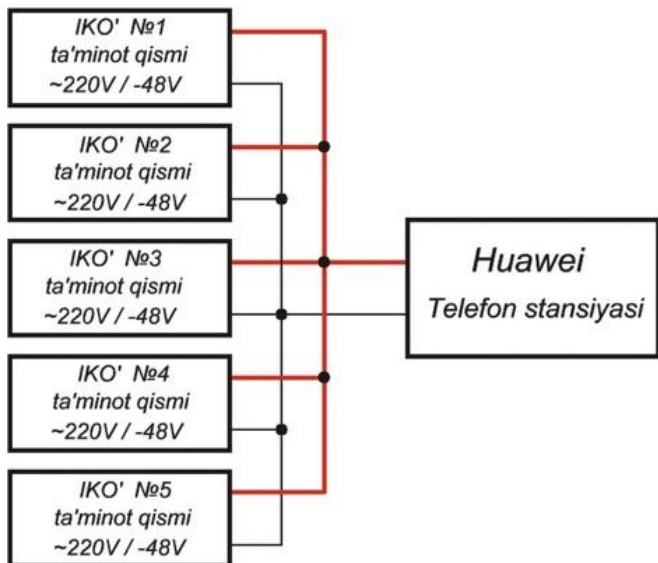 IKO' №1
ta'minot qismi
~220V / -48V
IKO' №2
ta'minot qismi
~220V / -48V
IKO' №3
ta'minot qismi
~220V / -48V
IKO' №4
ta'minot qismi
~220V / -48V
IKO' №5
ta'minot qismi
~220V / -48V
Huawei
Telefon stansiyasi